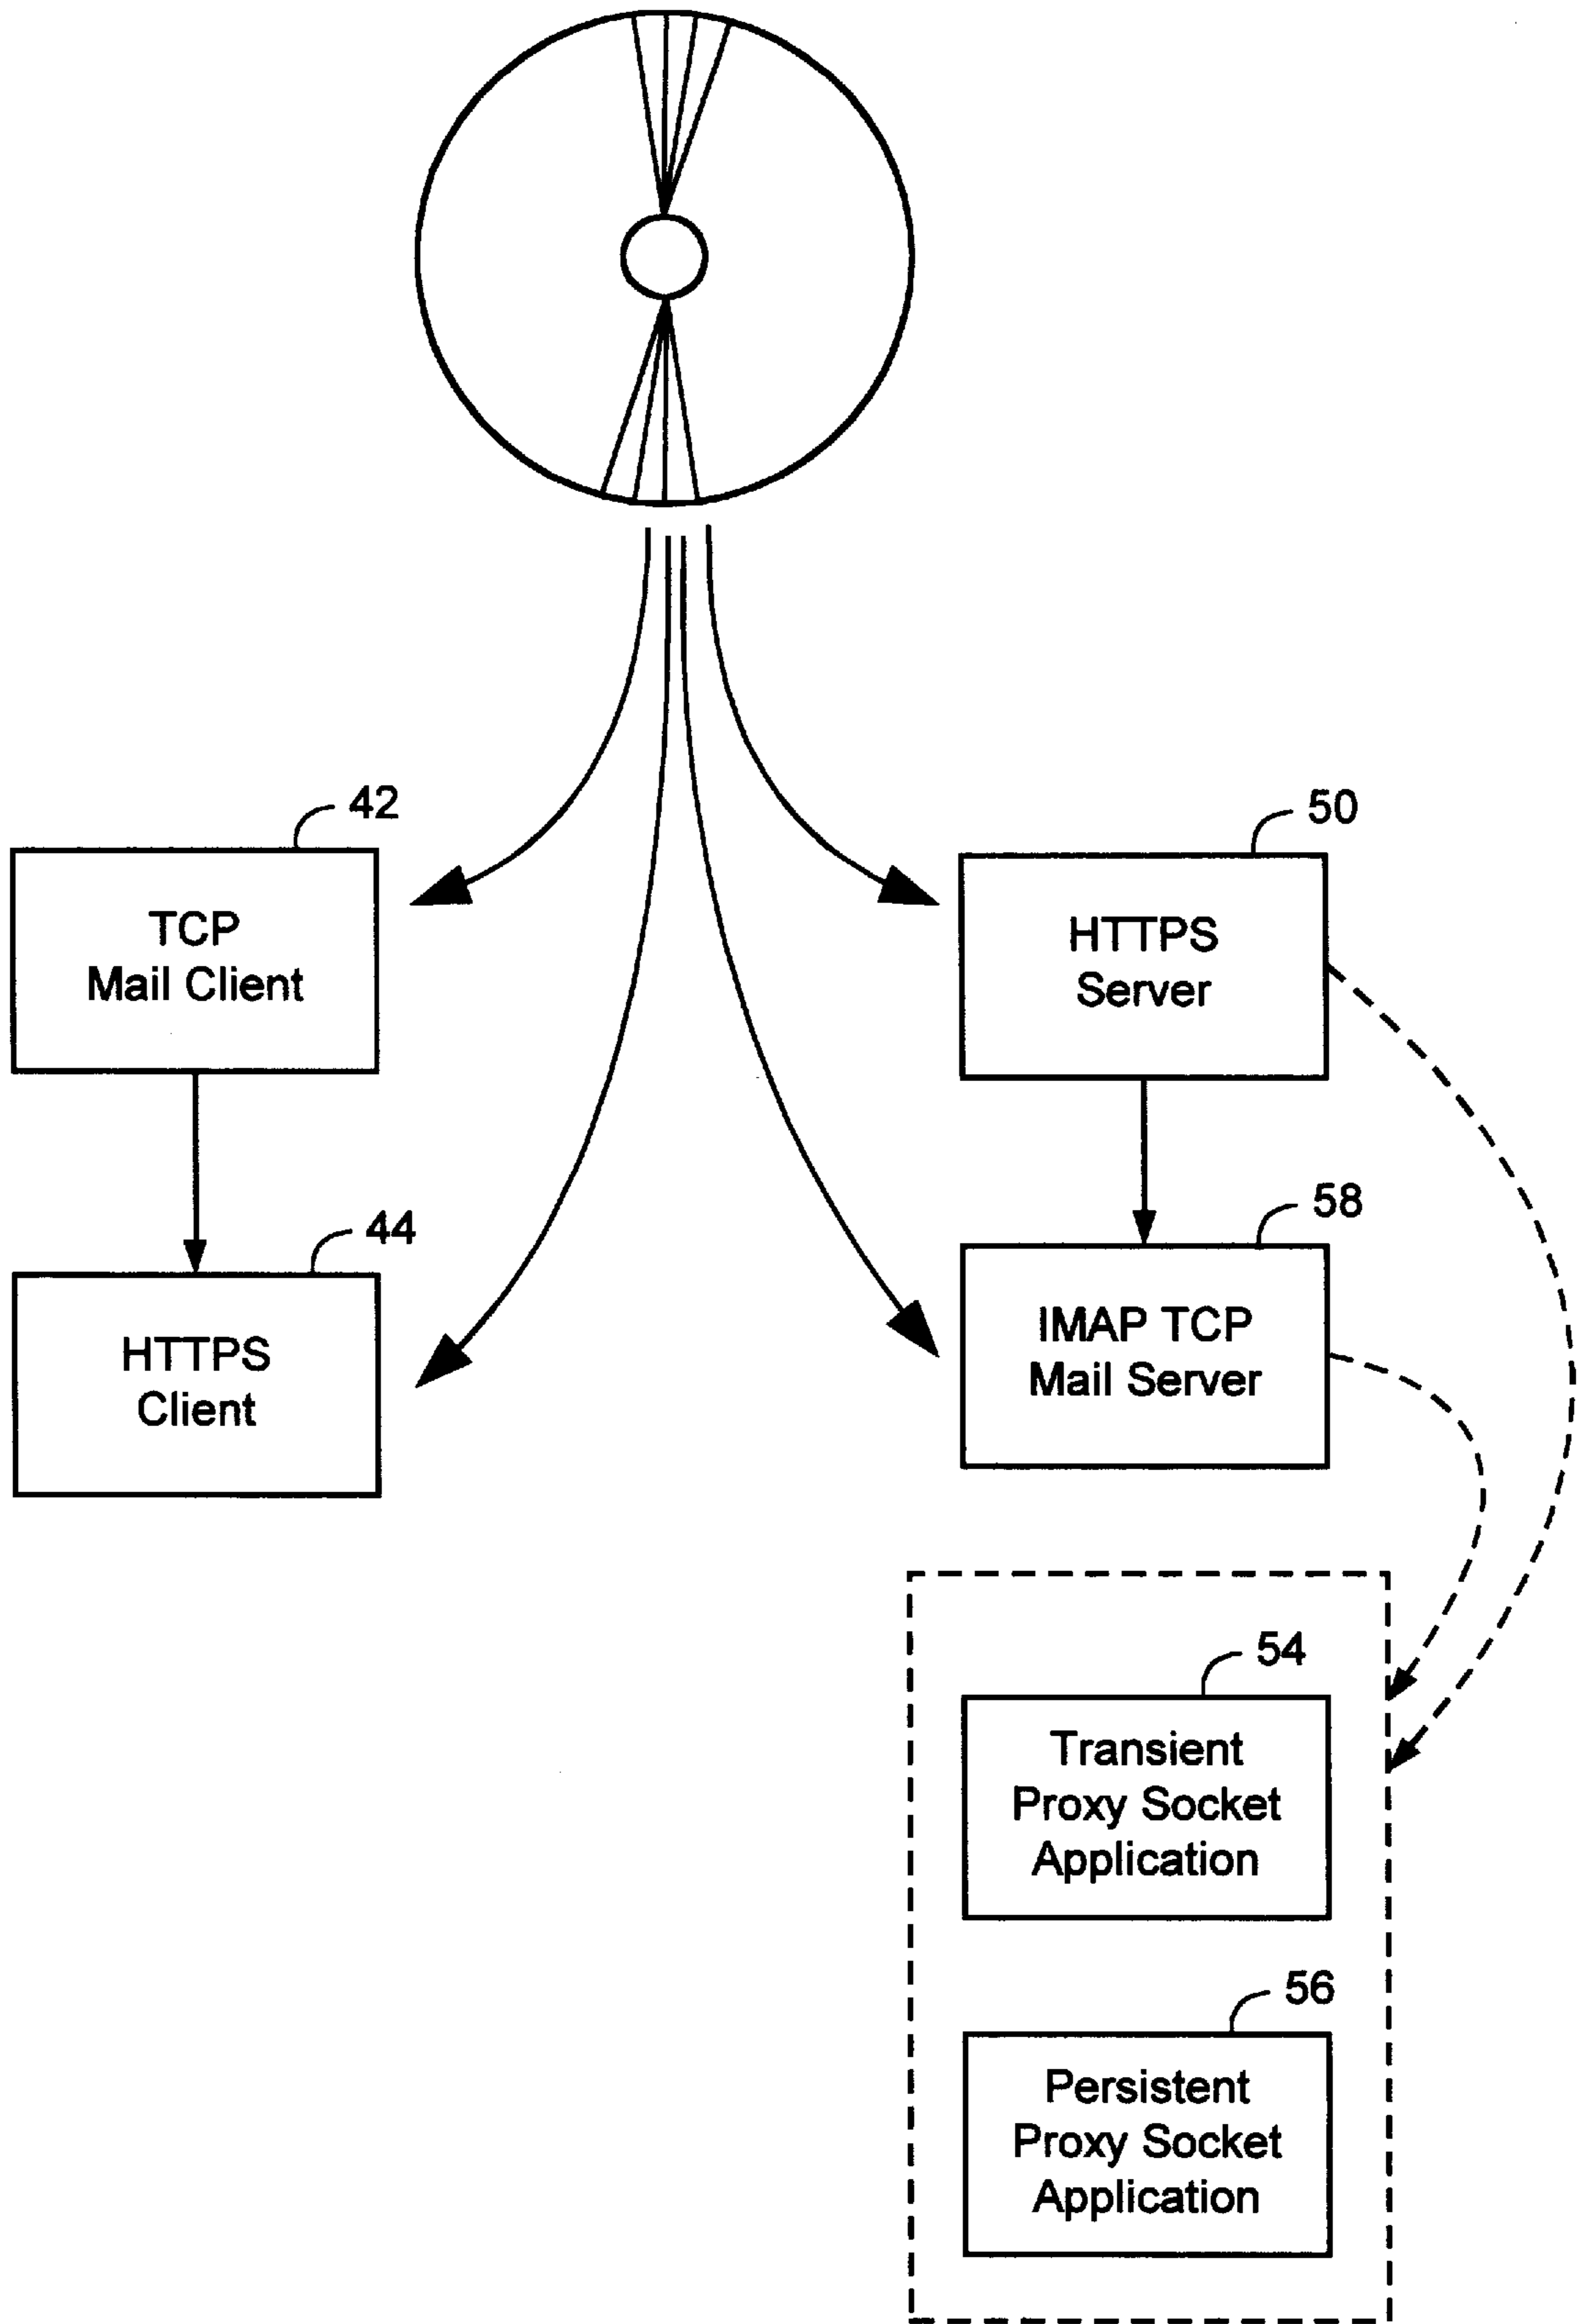 42
TCP
Mail Client
44
HTTPS
Client
50
HTTPS
Server
58
IMAP TCP
Mail Server
54
Transient
Proxy Socket
Application
56
Persistent
Proxy Socket
Application